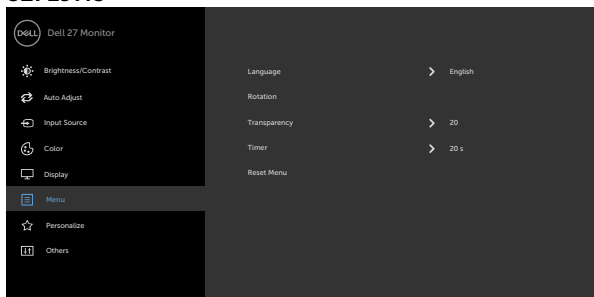 DELL
Dell 27 Monitor
Brightness/Contrast
Auto Adjust
Input Source
Color
Display
Menu
Personalize
Others
Language English
Rotation
Transparency 20
Timer 20 s
Reset Menu